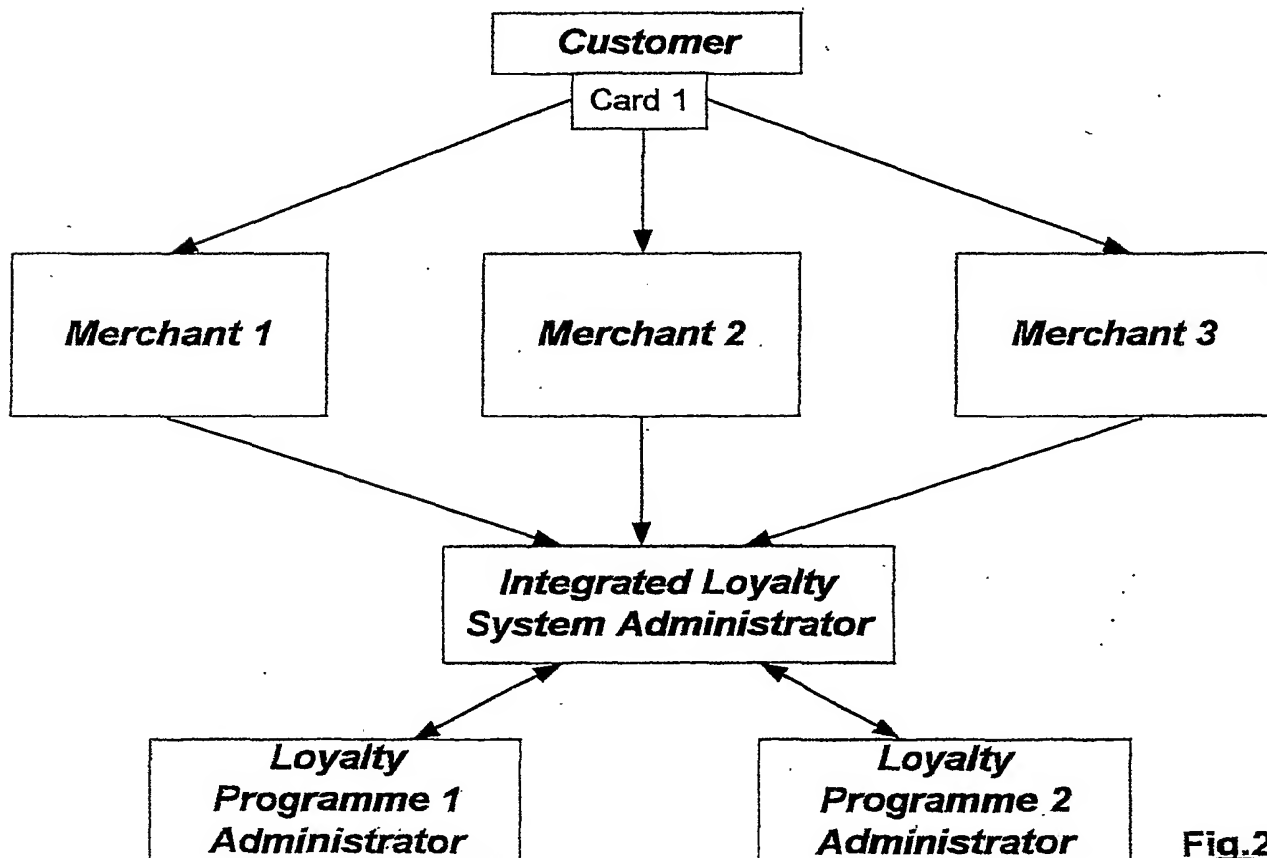 Customer
Card 1
Merchant 1
Merchant 2
Merchant 3
Integrated Loyalty
System Administrator
Loyalty
Programme 1
Administrator
Loyalty
Programme 2
Administrator
Fig.2